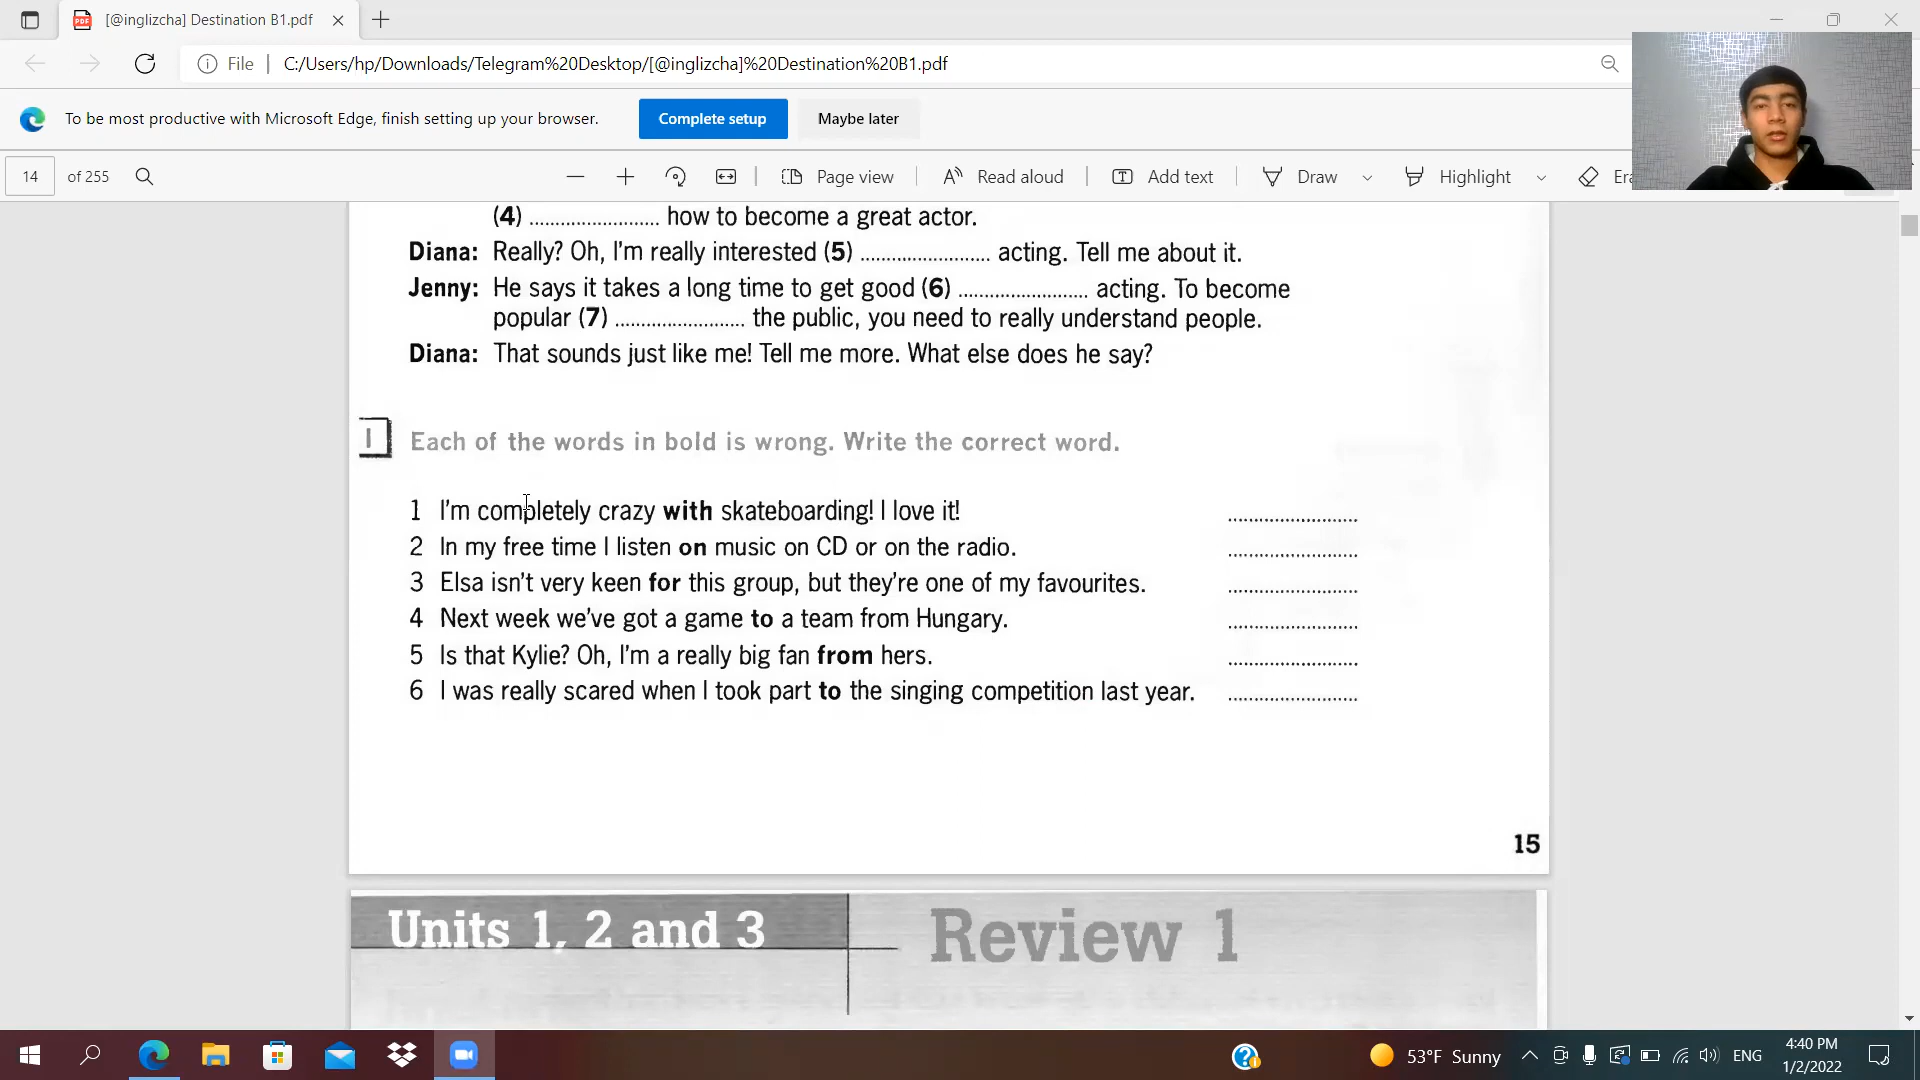 [@inglizcha] Destination B1.pdf
File
C:/Users/hp/Downloads/Telegram%20Desktop/[@inglizcha]%20Destination%20B1.pdf
To be most productive with Microsoft Edge, finish setting up your browser.
Complete setup
Maybe later
14 of 255
Page view
Read aloud
Add text
Draw
Highlight
Era
(4) ........................ how to become a great actor.
Diana: Really? Oh, I'm really interested (5) ........................ acting. Tell me about it.
Jenny: He says it takes a long time to get good (6) ........................ acting. To become
popular (7) ........................ the public, you need to really understand people.
Diana: That sounds just like me! Tell me more. What else does he say?
I Each of the words in bold is wrong. Write the correct word.
1 I'm completely crazy with skateboarding! I love it! ........................
2 In my free time I listen on music on CD or on the radio. ........................
3 Elsa isn't very keen for this group, but they're one of my favourites. ........................
4 Next week we've got a game to a team from Hungary. ........................
5 Is that Kylie? Oh, I'm a really big fan from hers. ........................
6 I was really scared when I took part to the singing competition last year. ........................
15
Units 1, 2 and 3
Review 1
53°F Sunny
ENG
4:40 PM
1/2/2022